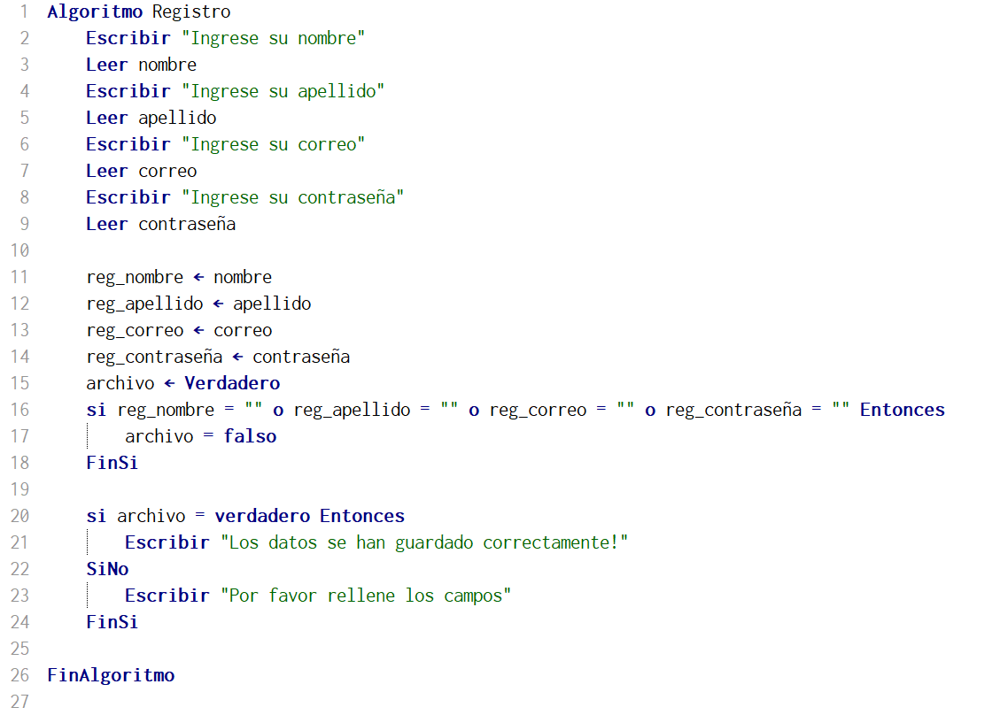 1 Algoritmo Registro
2 Escribir "Ingrese su nombre"
3 Leer nombre
4 Escribir "Ingrese su apellido"
5 Leer apellido
6 Escribir "Ingrese su correo"
7 Leer correo
8 Escribir "Ingrese su contraseña"
9 Leer contraseña
10
11 reg_nombre ← nombre
12 reg_apellido ← apellido
13 reg_correo ← correo
14 reg_contraseña ← contraseña
15 archivo ← Verdadero
16 si reg_nombre = "" o reg_apellido = "" o reg_correo = "" o reg_contraseña = "" Entonces
17 archivo = falso
18 FinSi
19
20 si archivo = verdadero Entonces
21 Escribir "Los datos se han guardado correctamente!"
22 SiNo
23 Escribir "Por favor rellene los campos"
24 FinSi
25
26 FinAlgoritmo
27